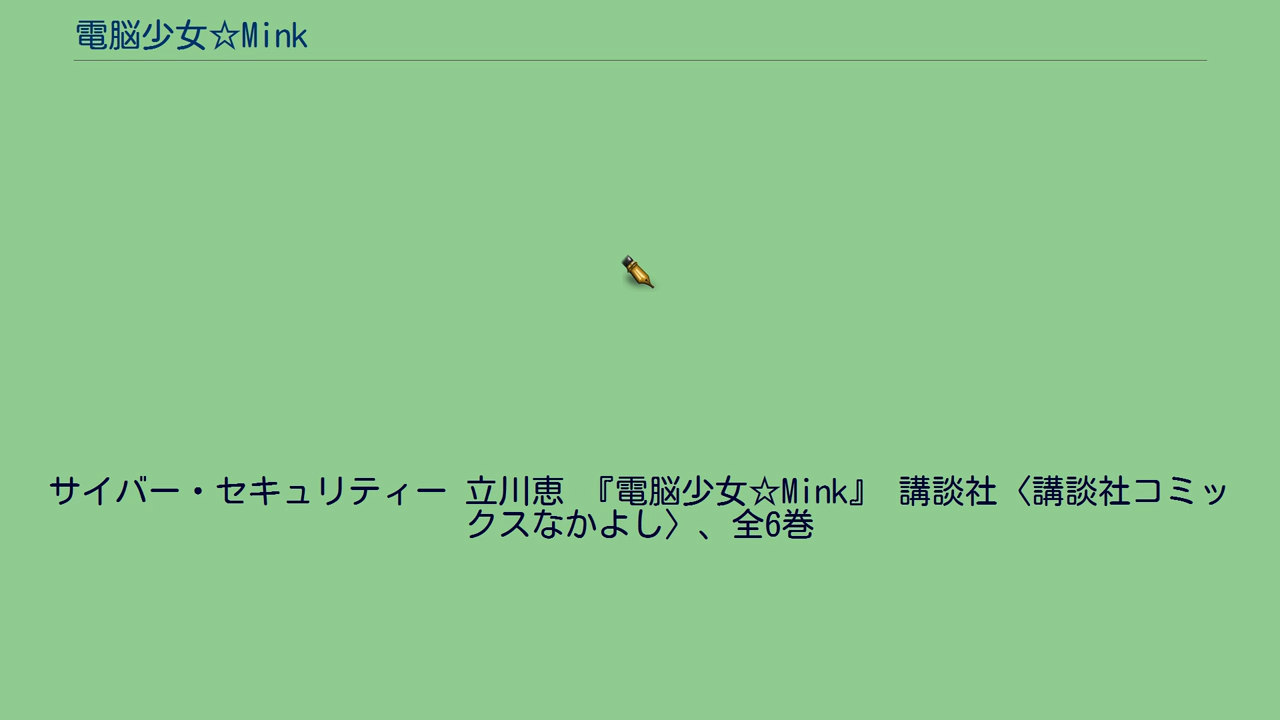 電脳少女☆Mink
サイバー・セキュリティー 立川恵 『電脳少女☆Mink』 講談社〈講談社コミッ
クスなかよし〉、全6巻